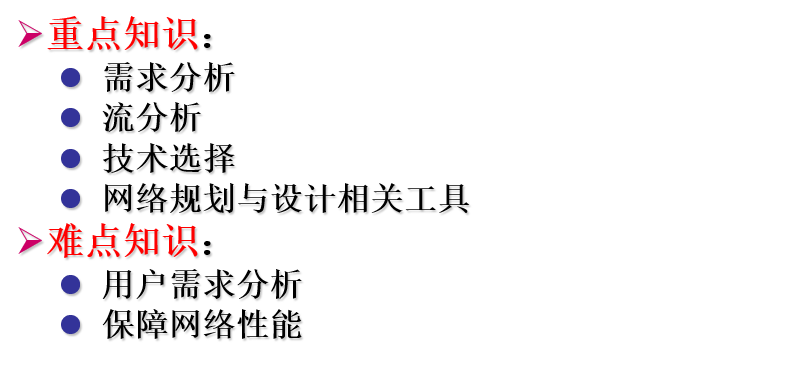 重点知识：
需求分析
流分析
技术选择
网络规划与设计相关工具
难点知识：
用户需求分析
保障网络性能